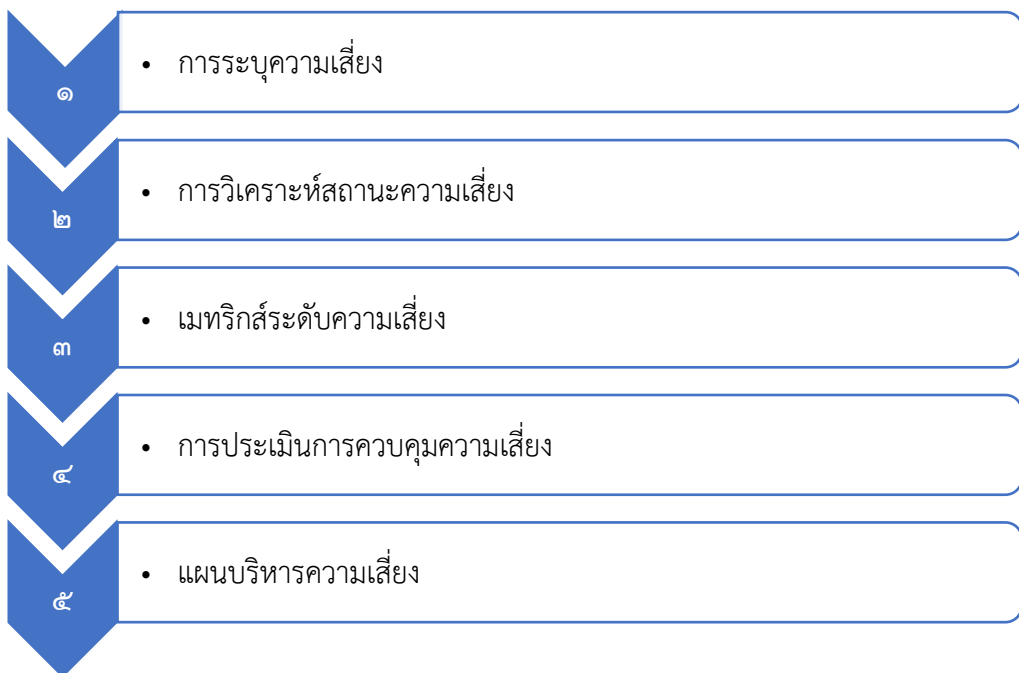 ๑
• การระบุความเสี่ยง
๒
• การวิเคราะห์สถานะความเสี่ยง
๓
• เมทริกส์ระดับความเสี่ยง
๔
• การประเมินการควบคุมความเสี่ยง
๕
• แผนบริหารความเสี่ยง